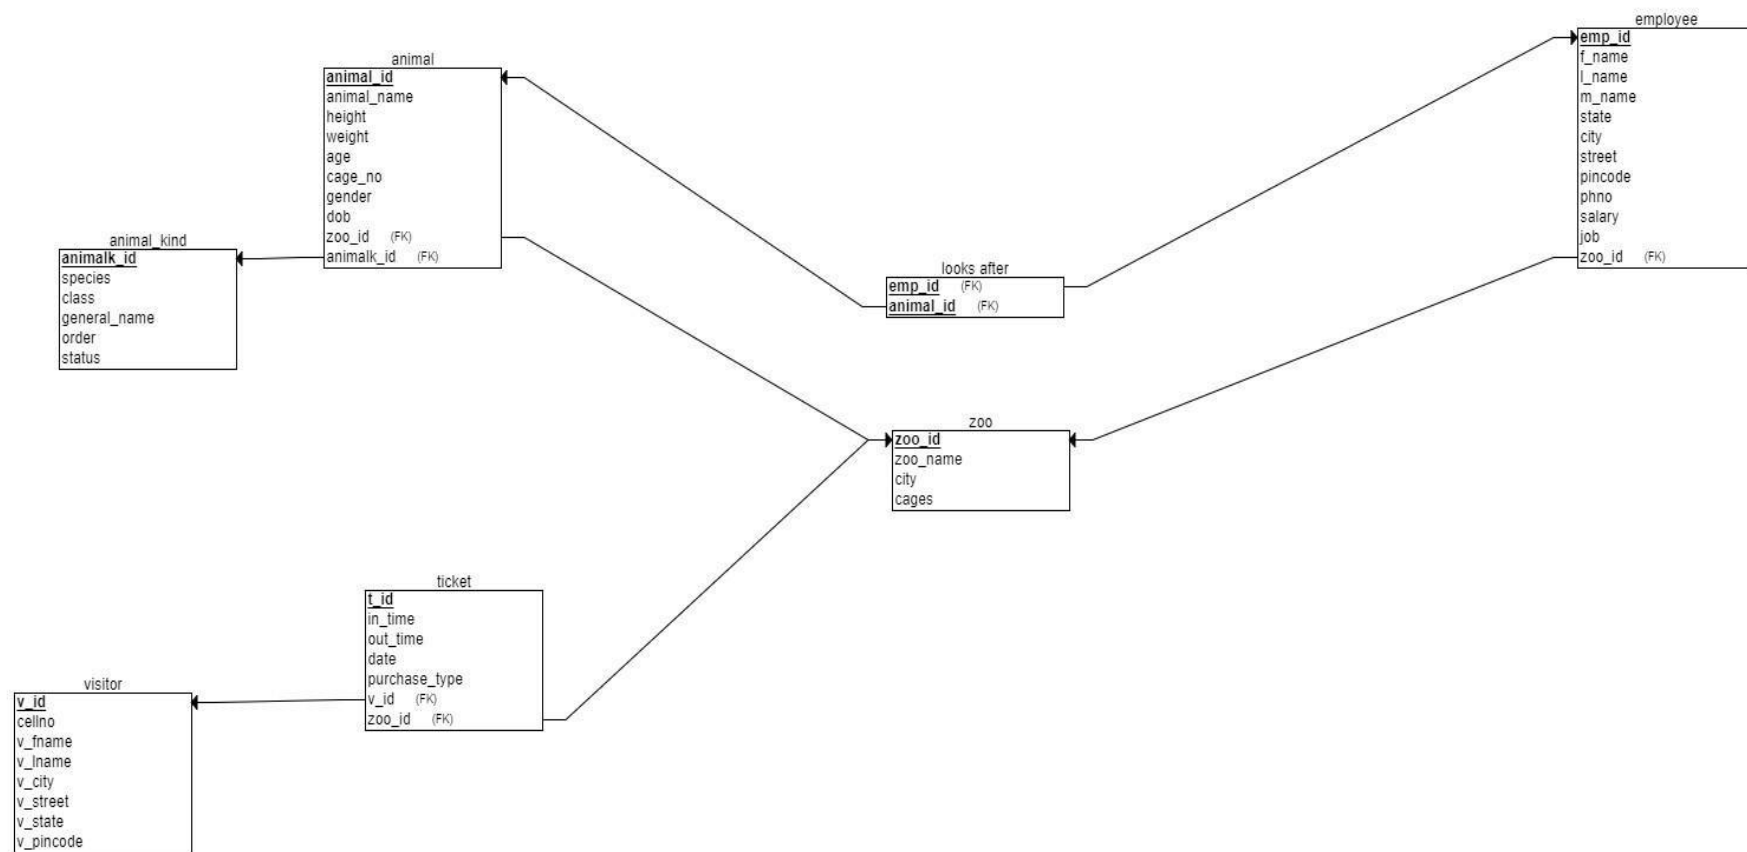 employee
emp_id
f_name
l_name
m_name
state
city
street
pincode
phno
salary
job
zoo_id (FK)
animal
animal_id
animal_name
height
weight
age
cage_no
gender
dob
zoo_id (FK)
animalk_id (FK)
animal_kind
animalk_id
species
class
general_name
order
status
looks after
emp_id (FK)
animal_id (FK)
zoo
zoo_id
zoo_name
city
cages
ticket
t_id
in_time
out_time
date
purchase_type
v_id (FK)
zoo_id (FK)
visitor
v_id
cellno
v_fname
v_lname
v_city
v_street
v_state
v_pincode